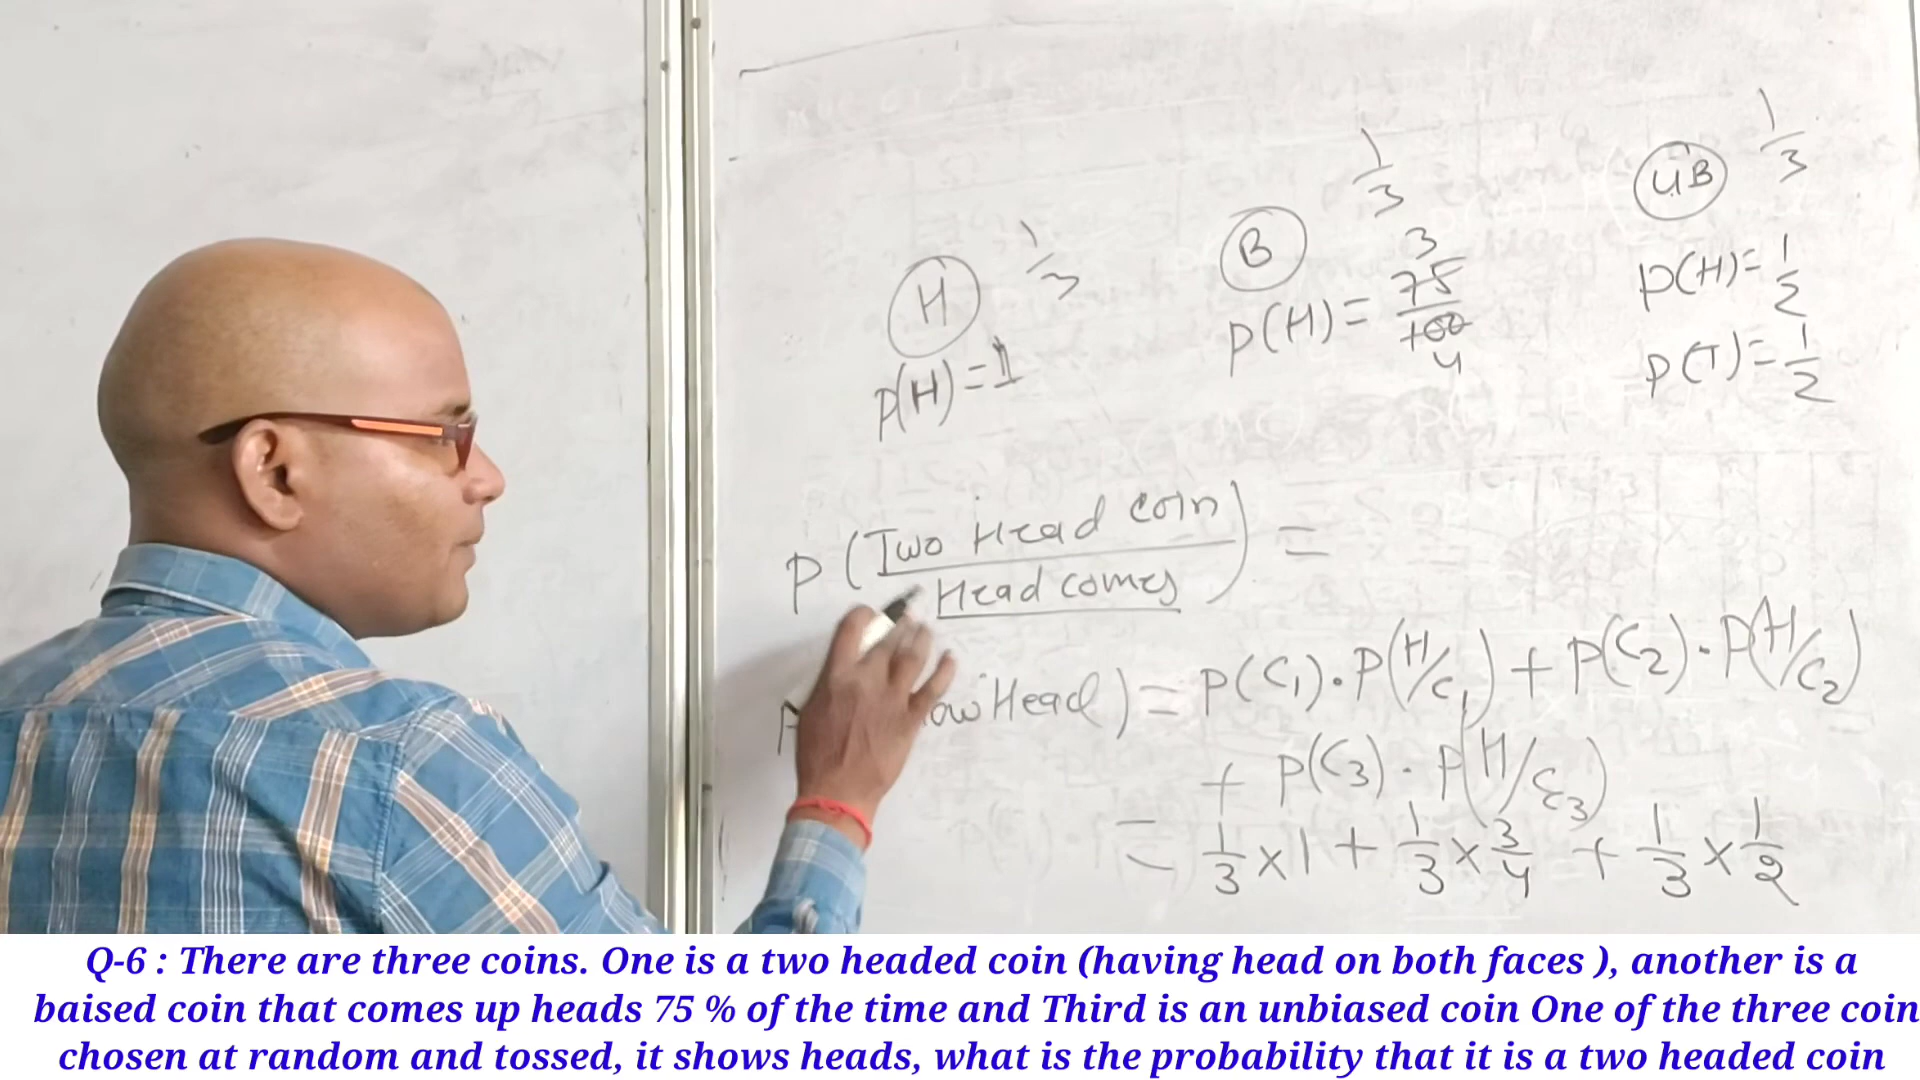 H 1/3
P(H)=1
B 1/3
P(H) = 3 75/100 4
UB 1/3
P(H)= 1/2
P(T)= 1/2
P(Two Head coin/Head comes) =
Head) = P(C₁)·P(H/C₁) + P(C₂)·P(H/C₂)
+ P(C₃)·P(H/C₃)
= 1/3 × 1 + 1/3 × 3/4 + 1/3 × 1/2
Q-6 : There are three coins. One is a two headed coin (having head on both faces ), another is a
baised coin that comes up heads 75 % of the time and Third is an unbiased coin One of the three coin
chosen at random and tossed, it shows heads, what is the probability that it is a two headed coin